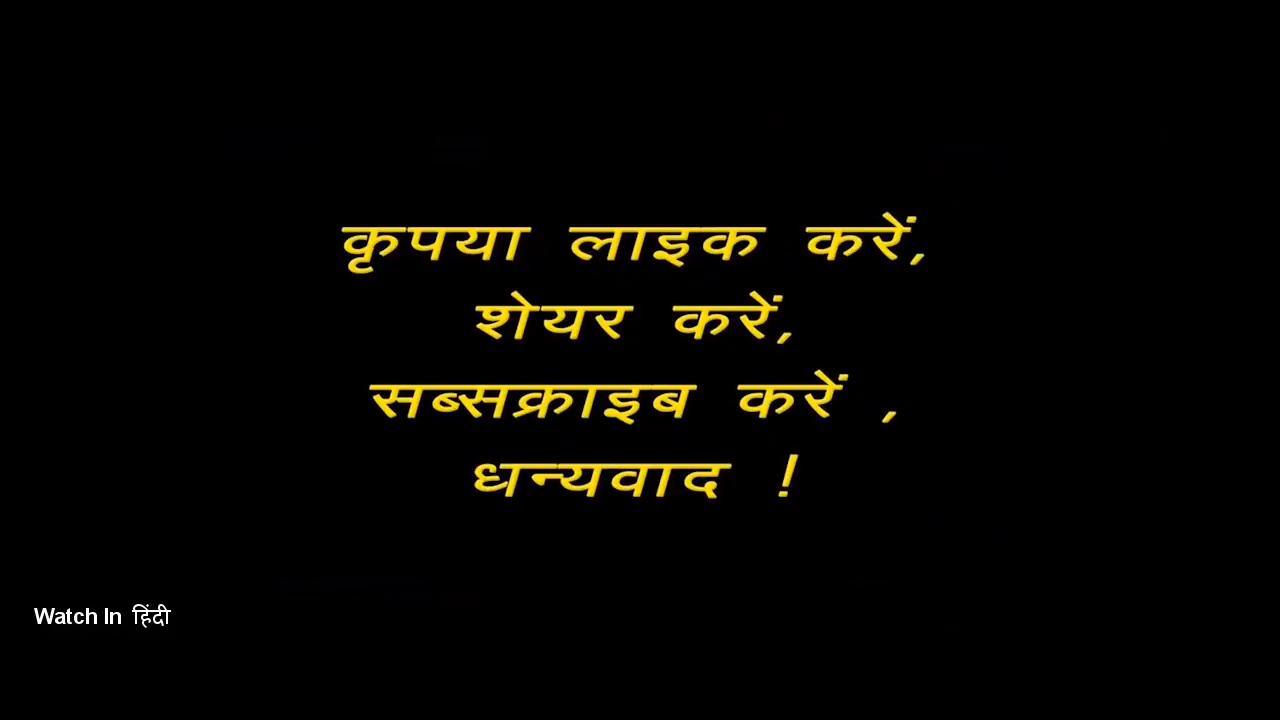 कृपया लाइक करें,
शेयर करें,
सब्सक्राइब करें ,
धन्यवाद !
Watch In हिंदी